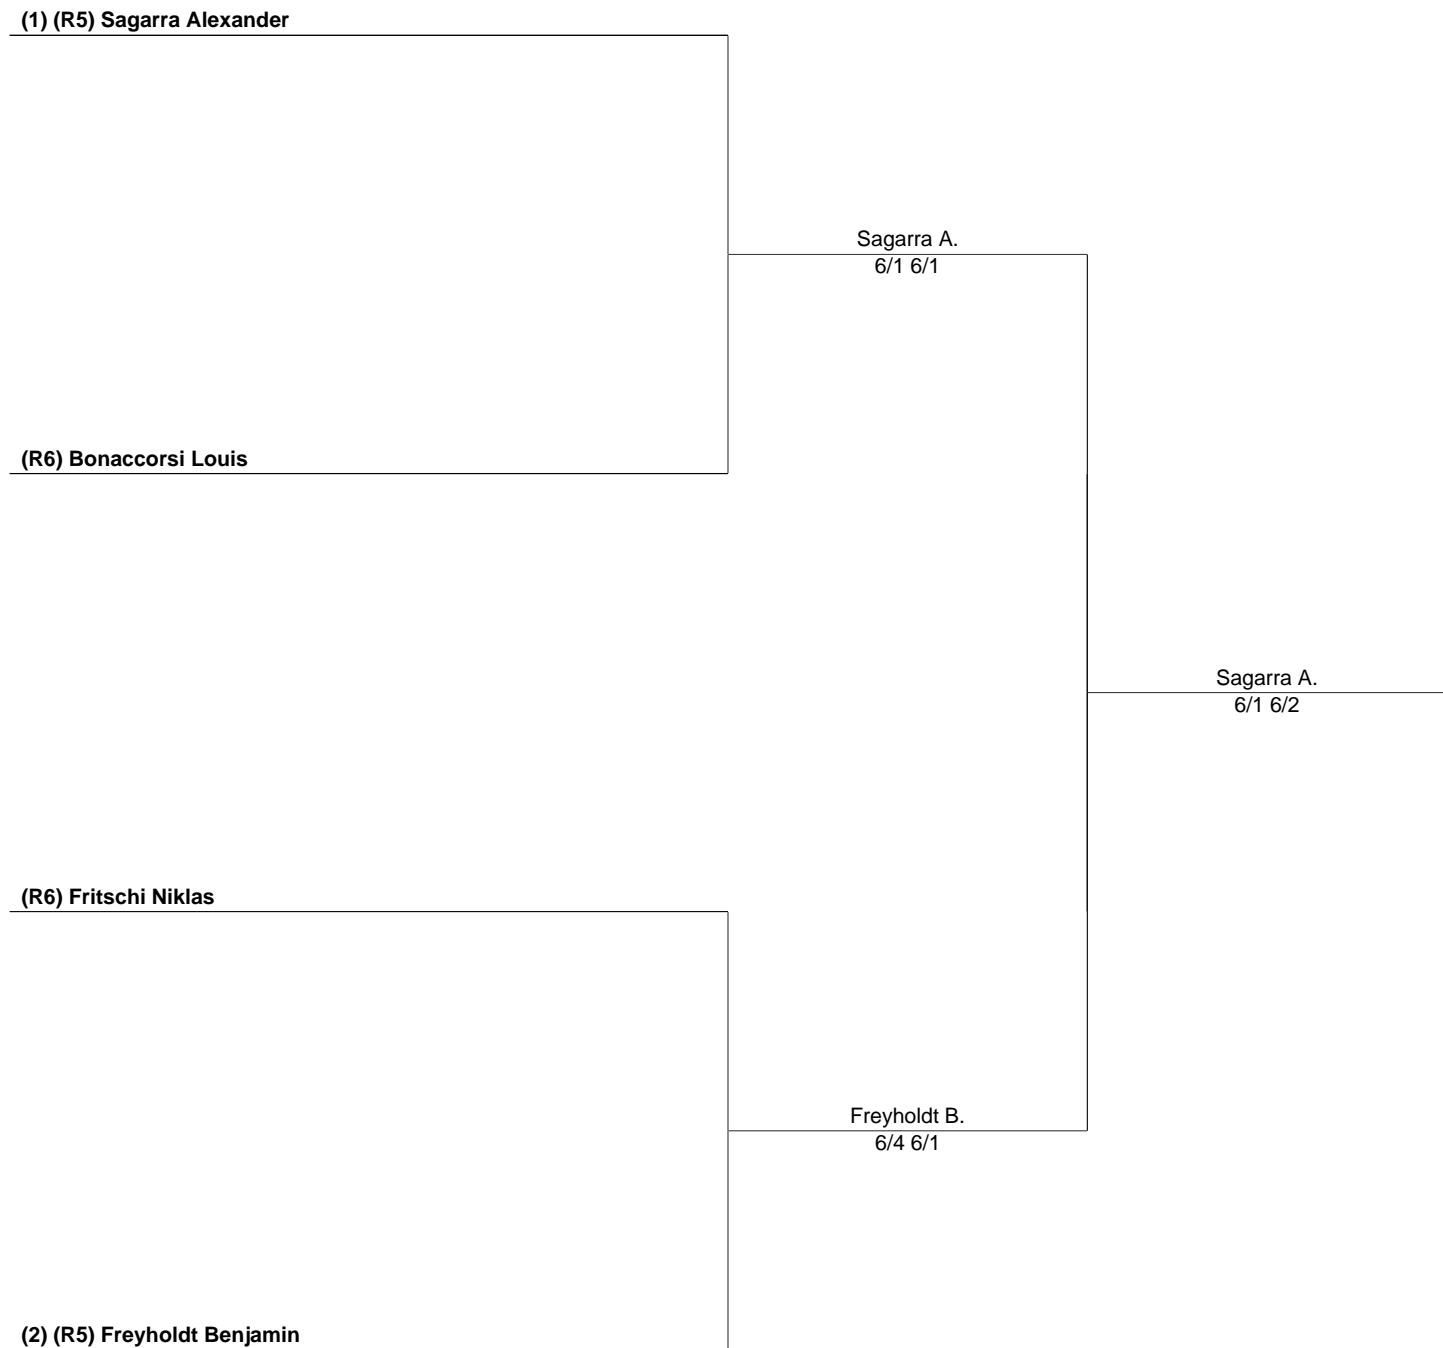 (1) (R5) Sagarra Alexander
Sagarra A.
6/1 6/1
(R6) Bonaccorsi Louis
Sagarra A.
6/1 6/2
(R6) Fritschi Niklas
Freyholdt B.
6/4 6/1
(2) (R5) Freyholdt Benjamin